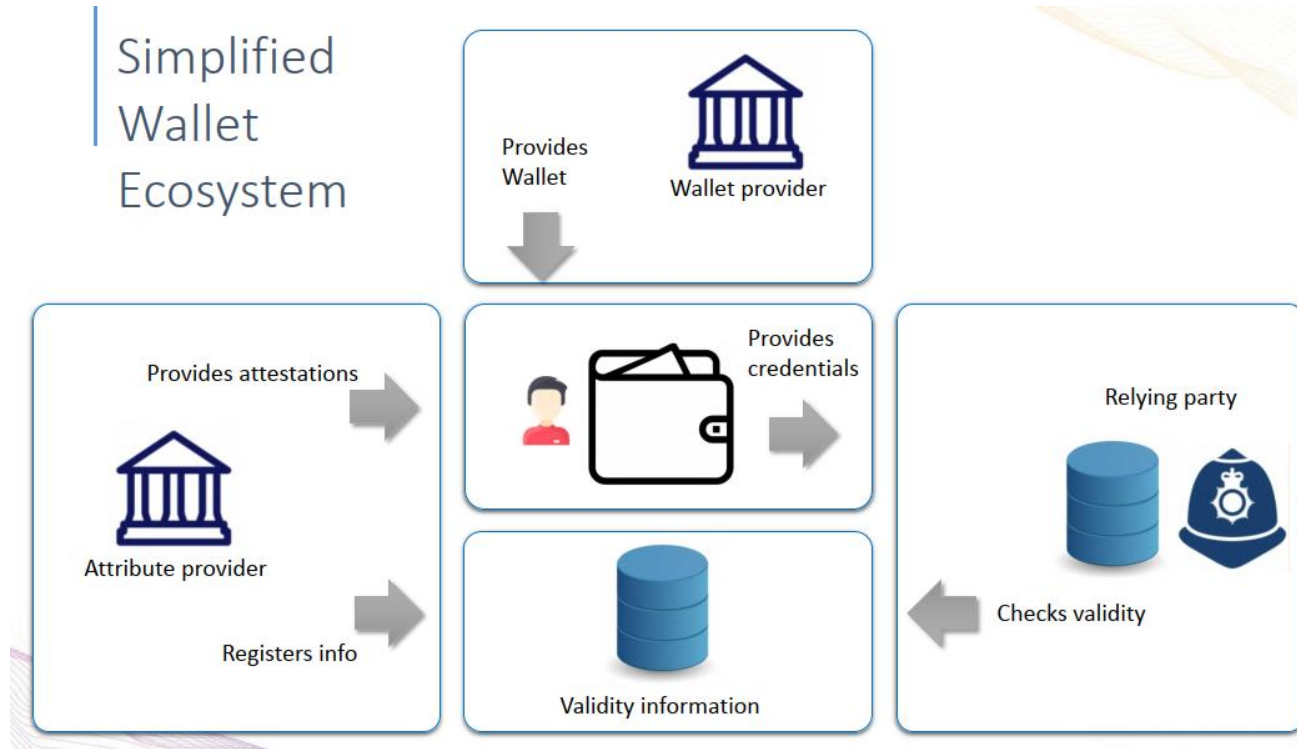 Simplified
Wallet
Ecosystem
Provides
Wallet
Wallet provider
Provides attestations
Attribute provider
Registers info
Provides
credentials
Validity information
Relying party
Checks validity